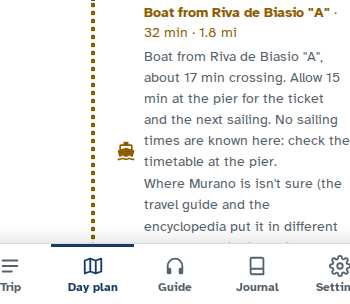 Boat from Riva de Biasio "A" ·
32 min · 1.8 mi
Boat from Riva de Biasio "A",
about 17 min crossing. Allow 15
min at the pier for the ticket
and the next sailing. No sailing
times are known here: check the
timetable at the pier.
Where Murano is isn't sure (the
travel guide and the
encyclopedia put it in different
Trip
Day plan
Guide
Journal
Settin